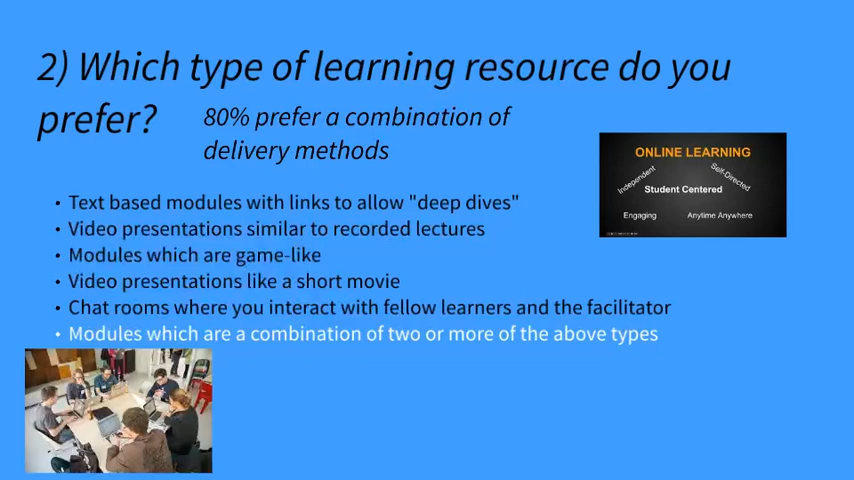 2) Which type of learning resource do you
prefer?
80% prefer a combination of
delivery methods
ONLINE LEARNING
Independent
Self-Directed
Student Centered
Engaging
Anytime Anywhere
• Text based modules with links to allow "deep dives"
• Video presentations similar to recorded lectures
• Modules which are game-like
• Video presentations like a short movie
• Chat rooms where you interact with fellow learners and the facilitator
• Modules which are a combination of two or more of the above types